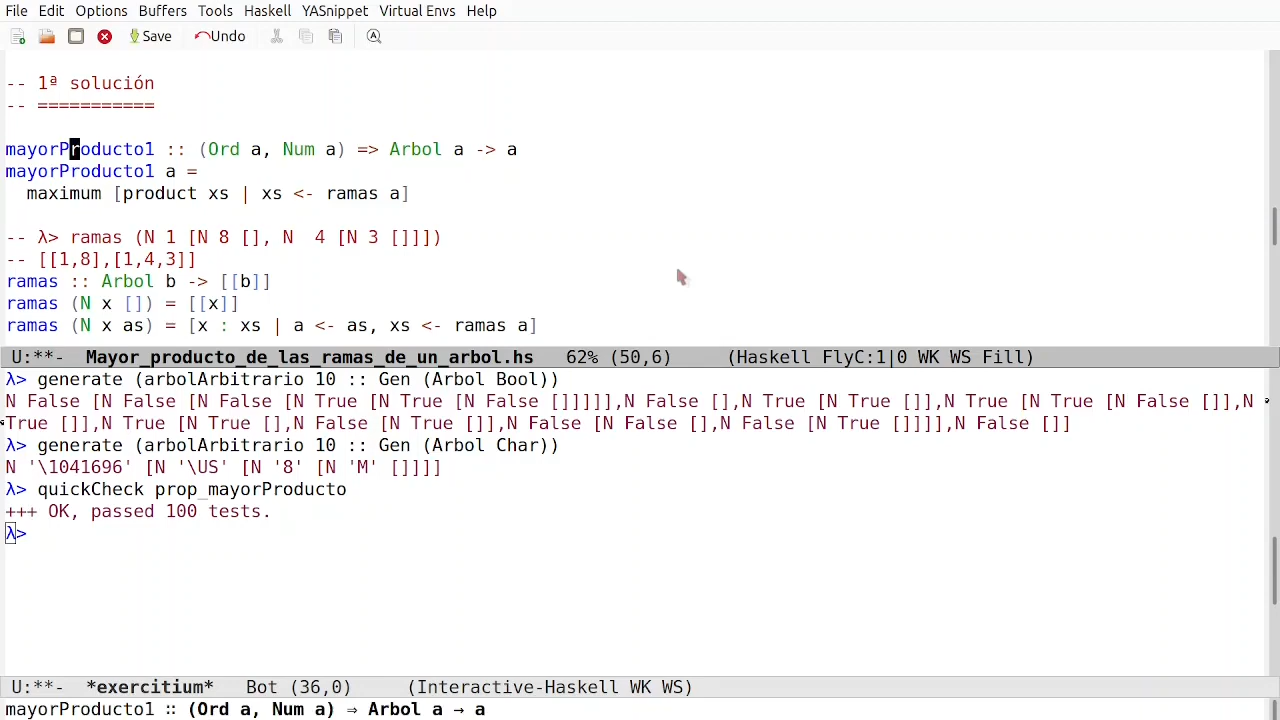 File Edit Options Buffers Tools Haskell YASnippet Virtual Envs Help
Save Undo
-- 1ª solución
-- ===========
mayorProducto1 :: (Ord a, Num a) => Arbol a -> a
mayorProducto1 a =
  maximum [product xs | xs <- ramas a]
-- λ> ramas (N 1 [N 8 [], N  4 [N 3 []]])
-- [[1,8],[1,4,3]]
ramas :: Arbol b -> [[b]]
ramas (N x []) = [[x]]
ramas (N x as) = [x : xs | a <- as, xs <- ramas a]
U:**-  Mayor_producto_de_las_ramas_de_un_arbol.hs   62% (50,6)     (Haskell FlyC:1|0 WK WS Fill)
λ> generate (arbolArbitrario 10 :: Gen (Arbol Bool))
N False [N False [N False [N True [N True [N False []]]]],N False [],N True [N True []],N True [N True [N False []],N
True []],N True [N True [],N False [N True []],N False [N False [],N False [N True []]]],N False []]
λ> generate (arbolArbitrario 10 :: Gen (Arbol Char))
N '\1041696' [N '\US' [N '8' [N 'M' []]]]
λ> quickCheck prop_mayorProducto
+++ OK, passed 100 tests.
λ>
U:**-  *exercitium*   Bot (36,0)     (Interactive-Haskell WK WS)
mayorProducto1 ∷ (Ord a, Num a) ⇒ Arbol a → a